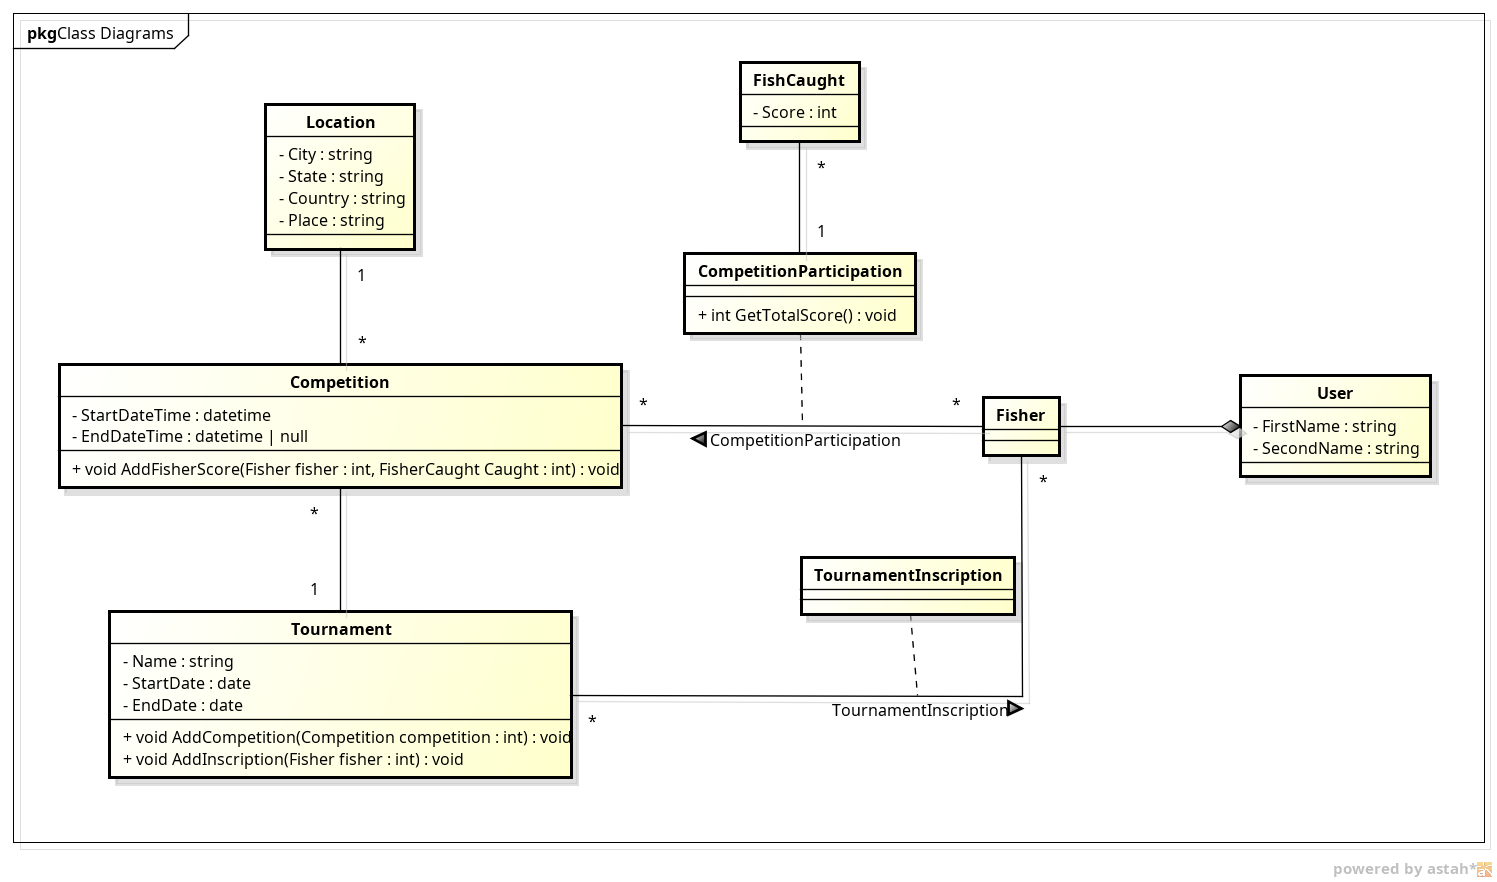 pkg Class Diagrams
FishCaught
- Score : int
Location
- City : string
- State : string
- Country : string
- Place : string
*
1
CompetitionParticipation
+ int GetTotalScore() : void
1
*
Competition
- StartDateTime : datetime
- EndDateTime : datetime | null
+ void AddFisherScore(Fisher fisher : int, FisherCaught Caught : int) : void
*
*
CompetitionParticipation
Fisher
User
- FirstName : string
- SecondName : string
*
*
1
TournamentInscription
Tournament
- Name : string
- StartDate : date
- EndDate : date
+ void AddCompetition(Competition competition : int) : void
+ void AddInscription(Fisher fisher : int) : void
*
TournamentInscription
powered by astah*